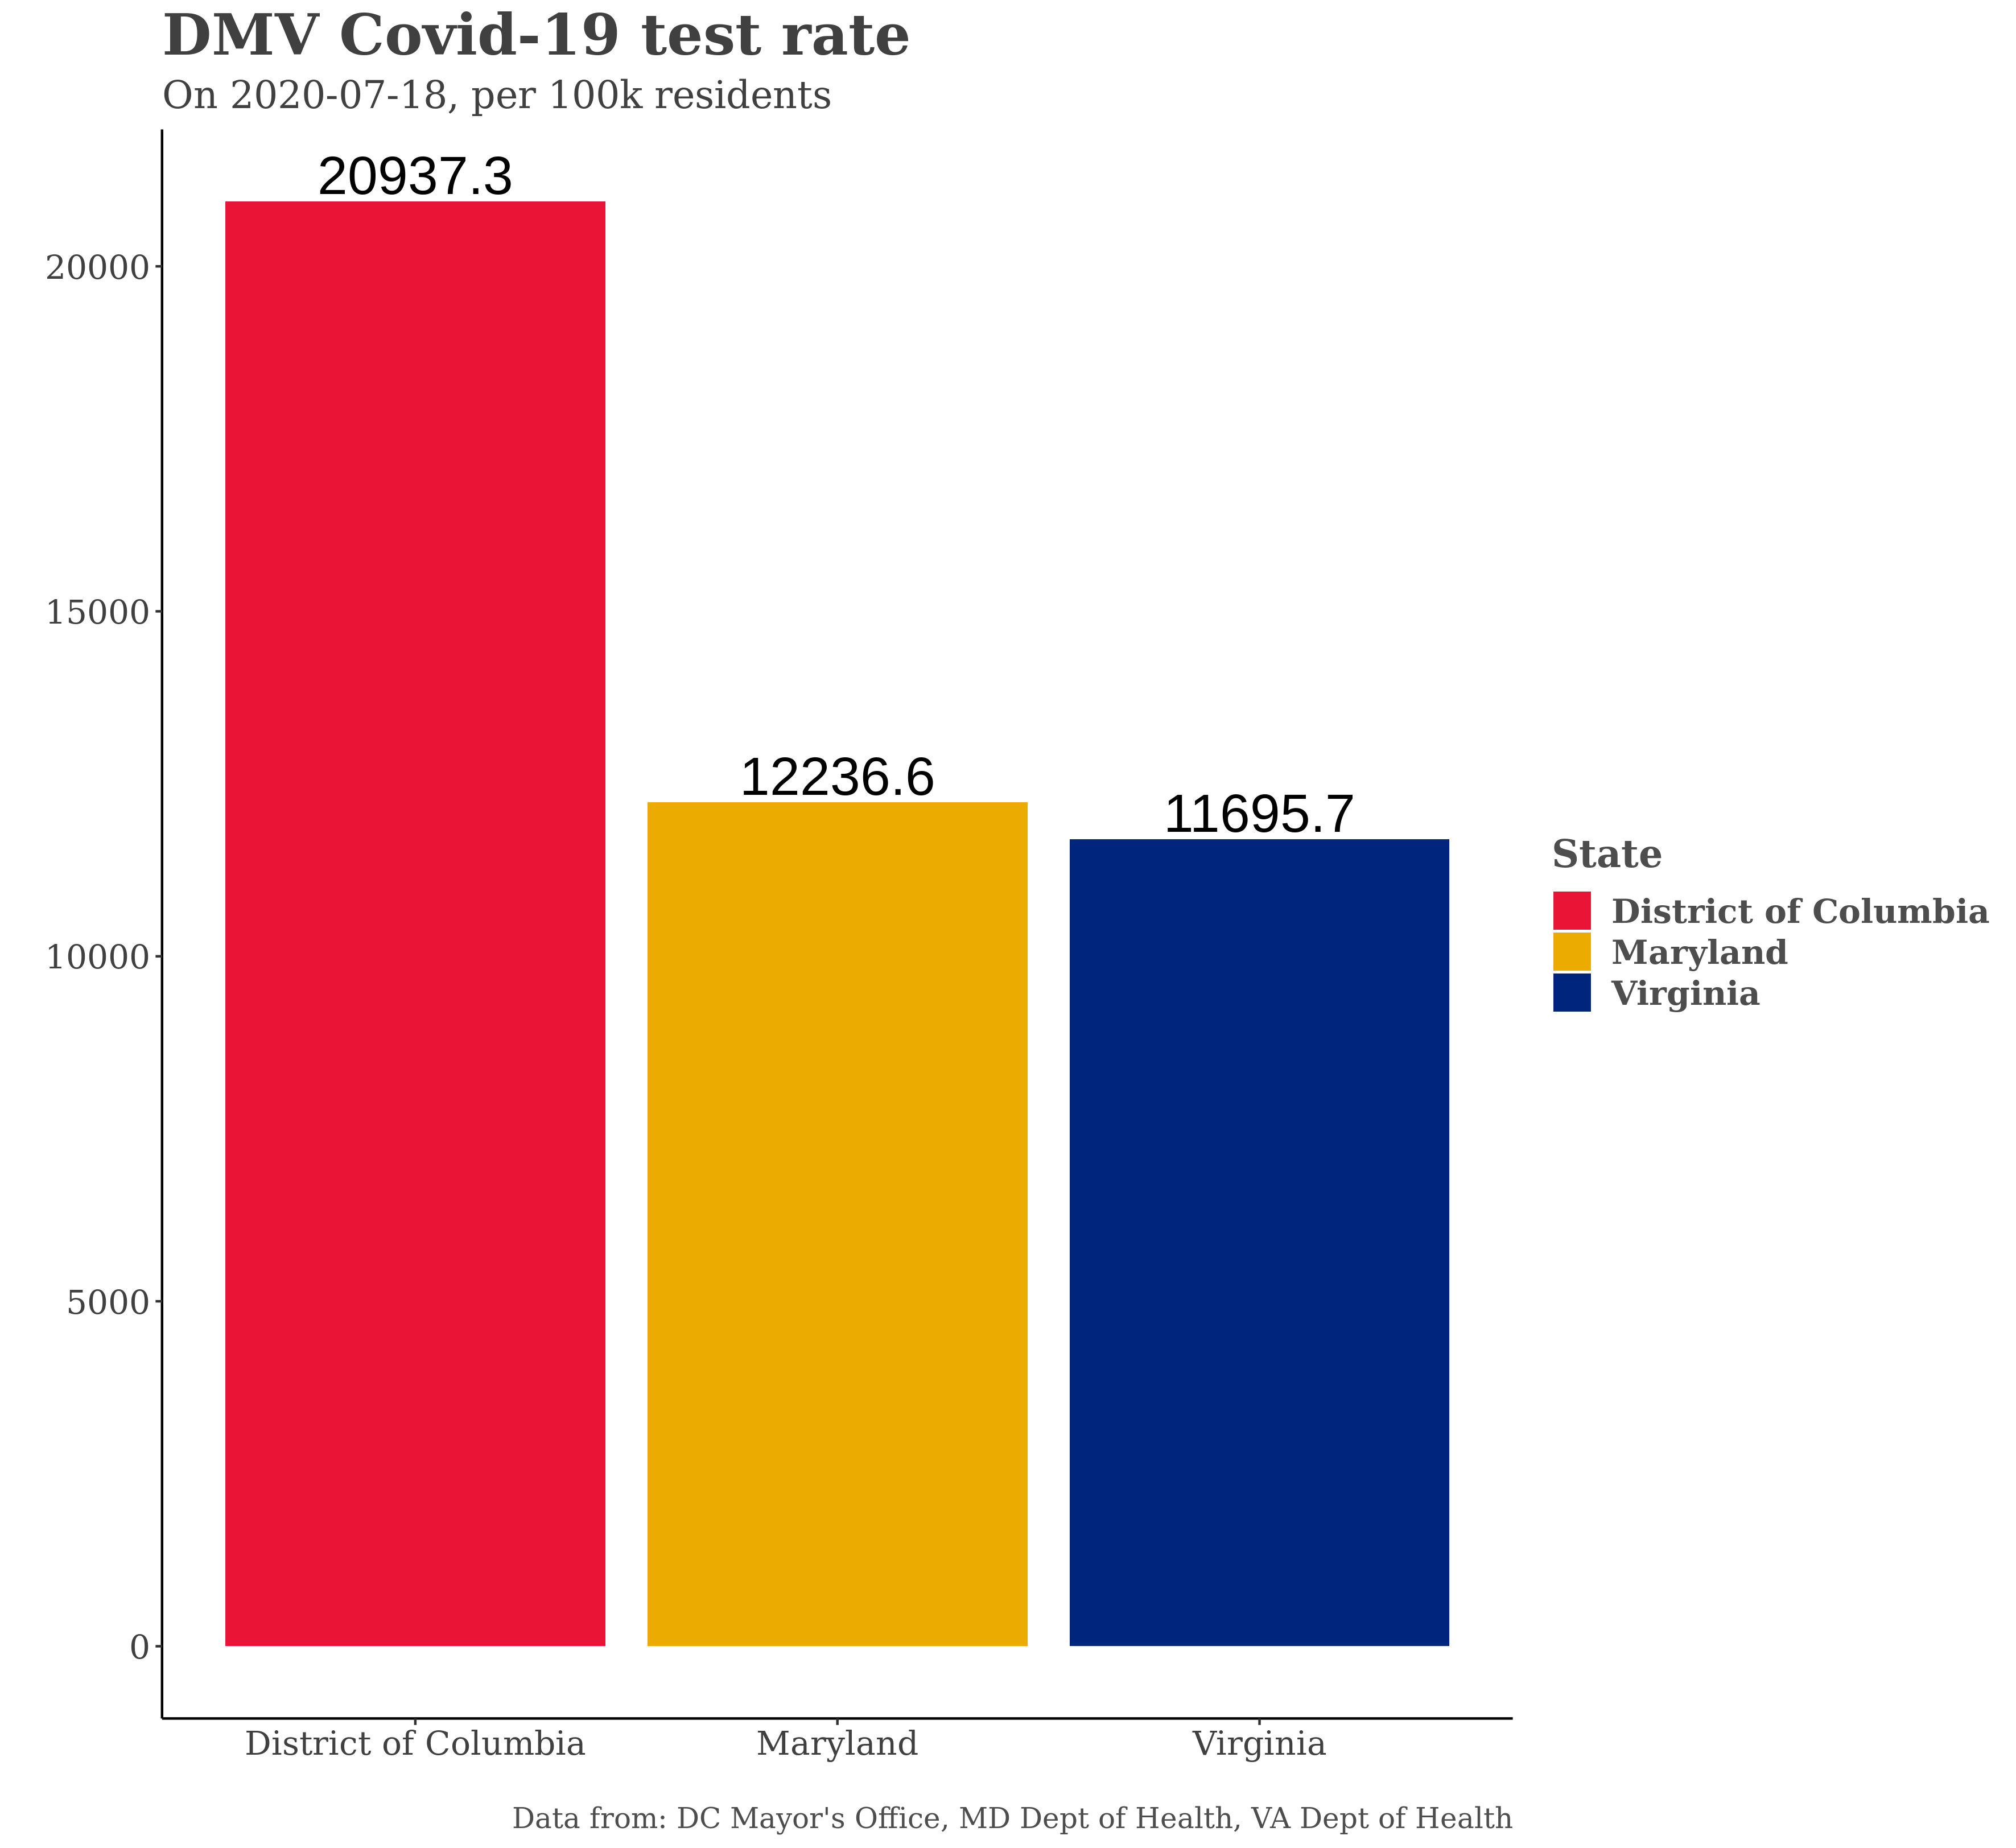 DMV Covid-19 test rate
On 2020-07-18, per 100k residents
20937.3
12236.6
11695.7
20000
15000
10000
5000
0
State
District of Columbia
Maryland
Virginia
District of Columbia Maryland Virginia
Data from: DC Mayor's Office, MD Dept of Health, VA Dept of Health